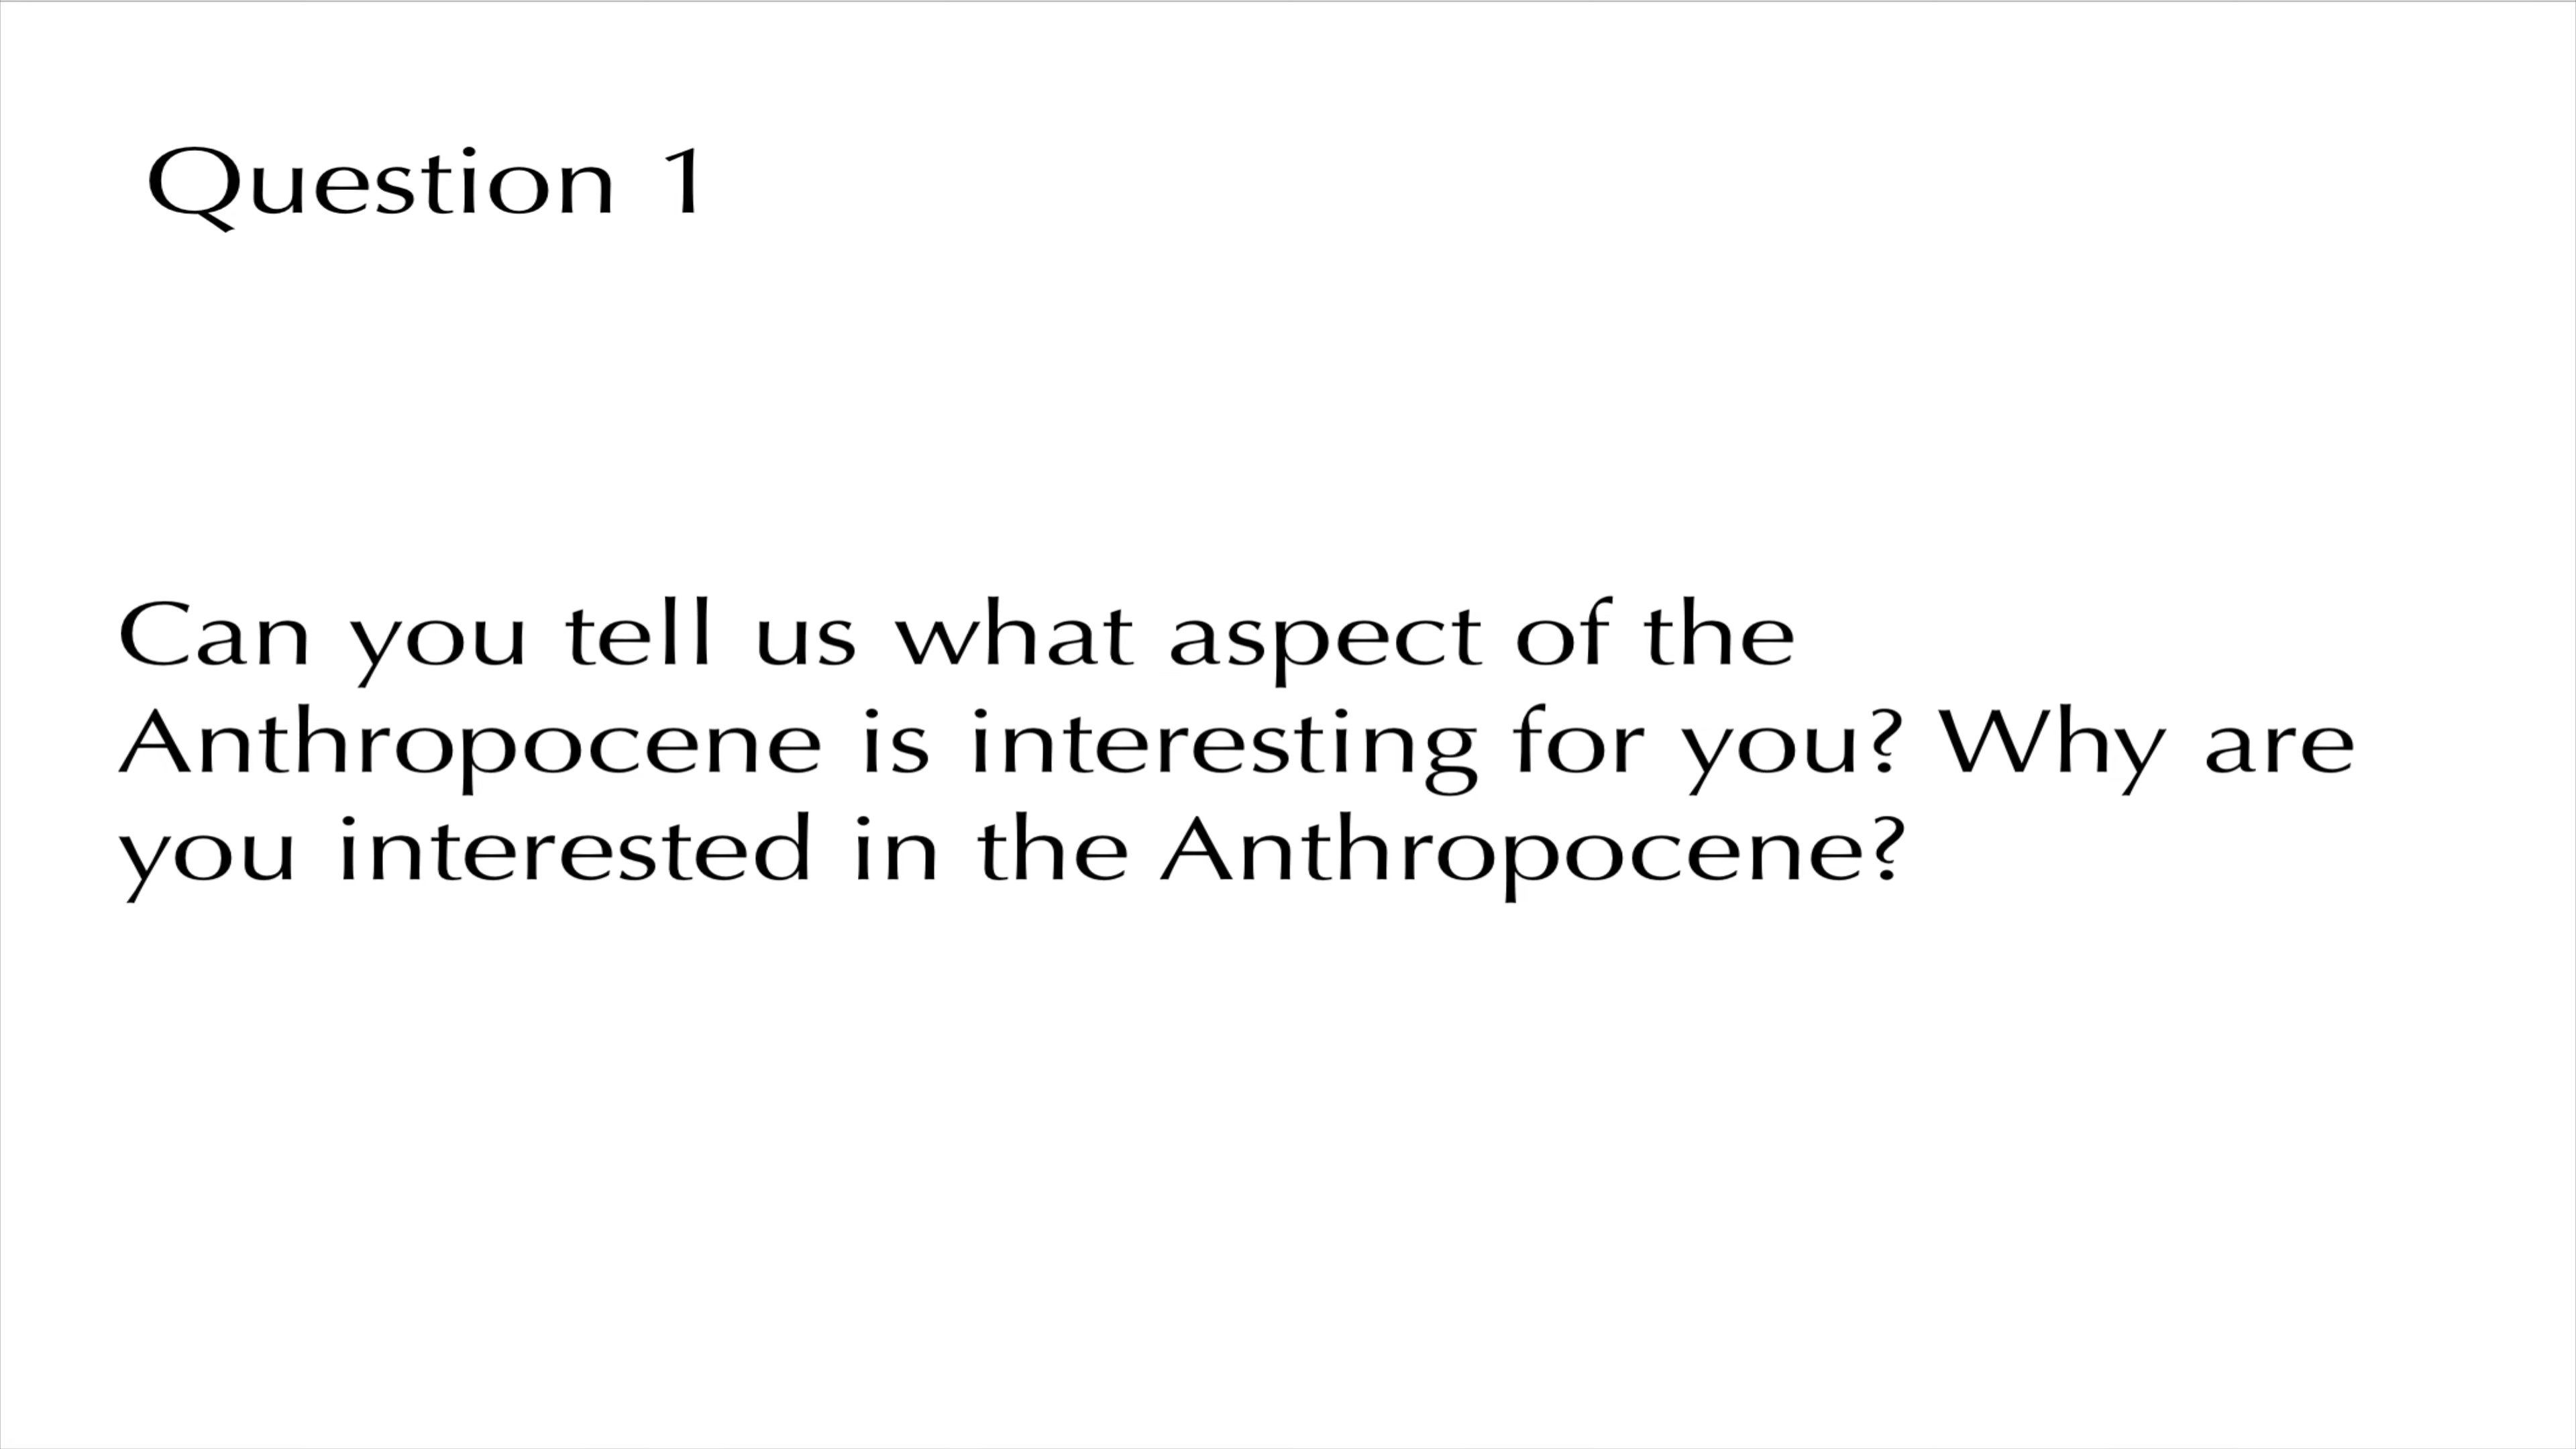 Question 1
Can you tell us what aspect of the
Anthropocene is interesting for you? Why are
you interested in the Anthropocene?